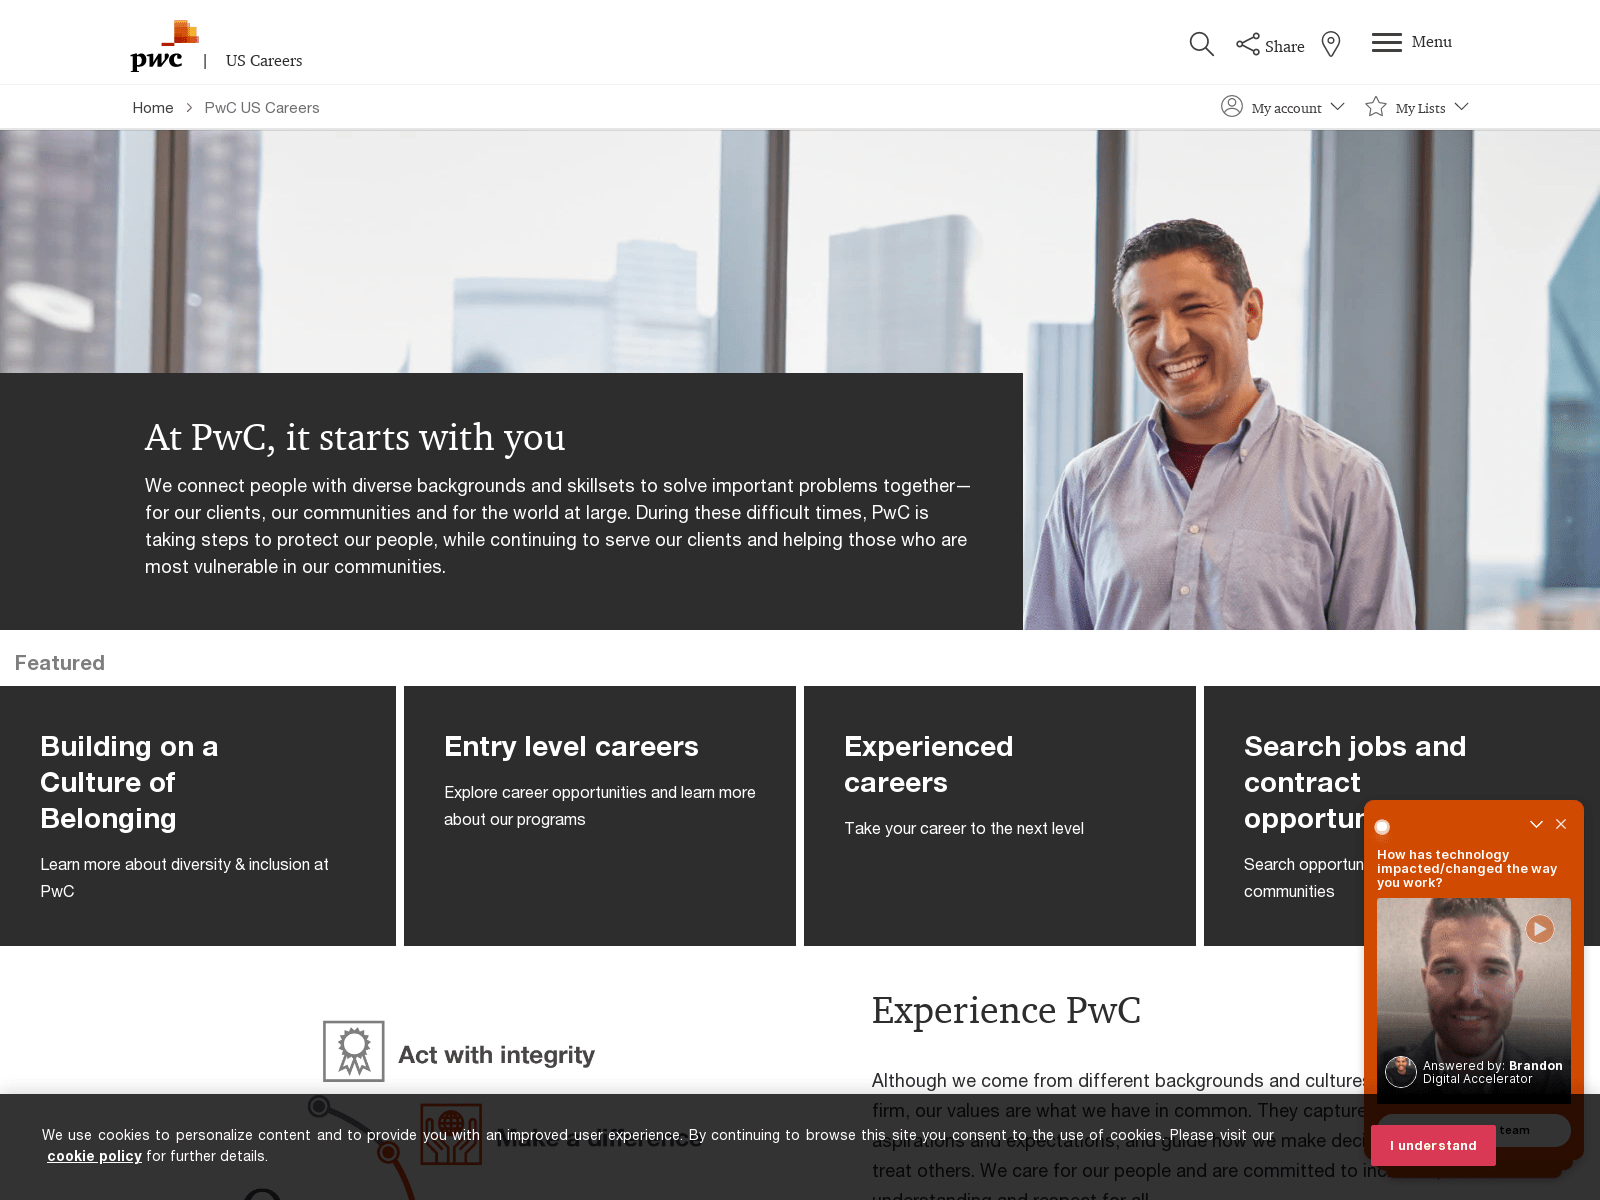 pwc | US Careers
Share
Menu
Home > PwC US Careers
My account
My Lists
At PwC, it starts with you
We connect people with diverse backgrounds and skillsets to solve important problems together—
for our clients, our communities and for the world at large. During these difficult times, PwC is
taking steps to protect our people, while continuing to serve our clients and helping those who are
most vulnerable in our communities.
Featured
Building on a
Culture of
Belonging
Learn more about diversity & inclusion at
PwC
Entry level careers
Explore career opportunities and learn more
about our programs
Experienced
careers
Take your career to the next level
Search jobs and
contract
Search
communities
How has technology
impacted/changed the way
you work?
Answered by: Brandon
Digital Accelerator
team
Act with integrity
Make a difference
Experience PwC
Although we come from different backgrounds and cultures
firm, our values are what we have in common. They capture
aspirations and expectations, and guide how we make
treat others. We care for our people and are committed to
understanding and respect for all.
We use cookies to personalize content and to provide you with an improved user experience. By continuing to browse this site you consent to the use of cookies. Please visit our
cookie policy for further details.
I understand